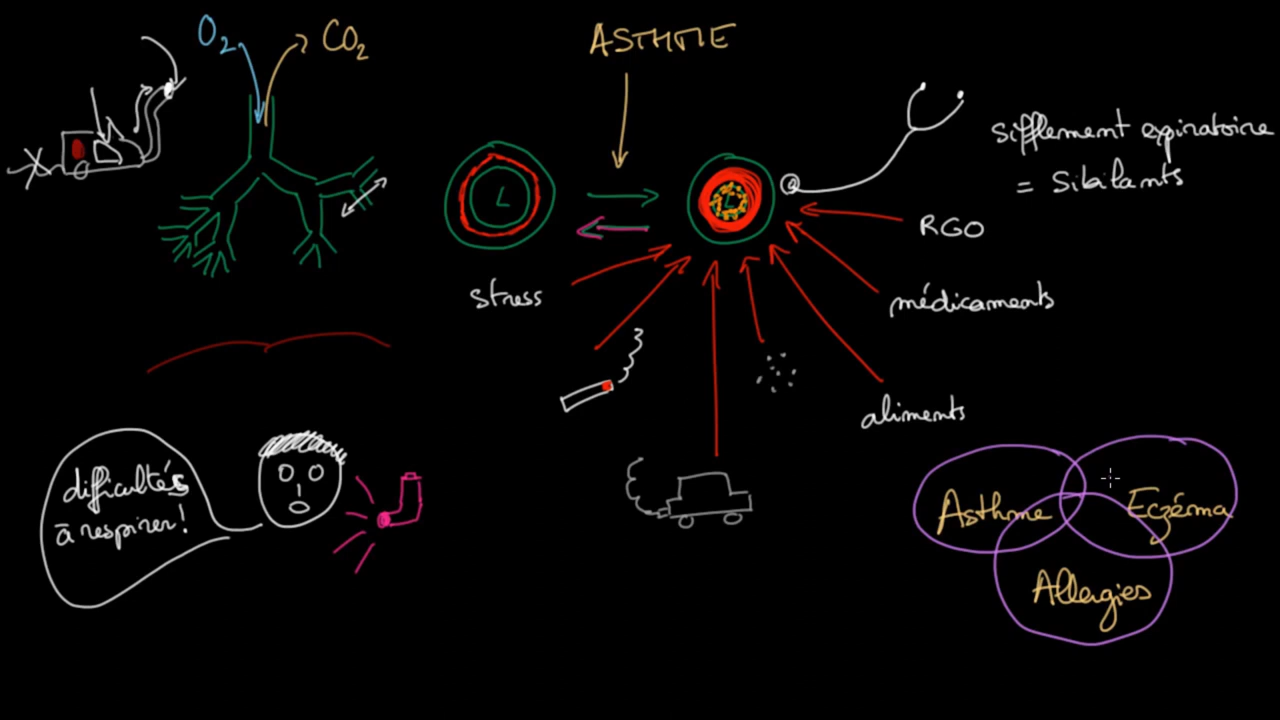 O₂
CO₂
ASTHME
L
L
sifflement expiratoire
= sibilants
RGO
stress
médicaments
aliments
difficultés
à respirer!
Asthme
Eczéma
Allergies